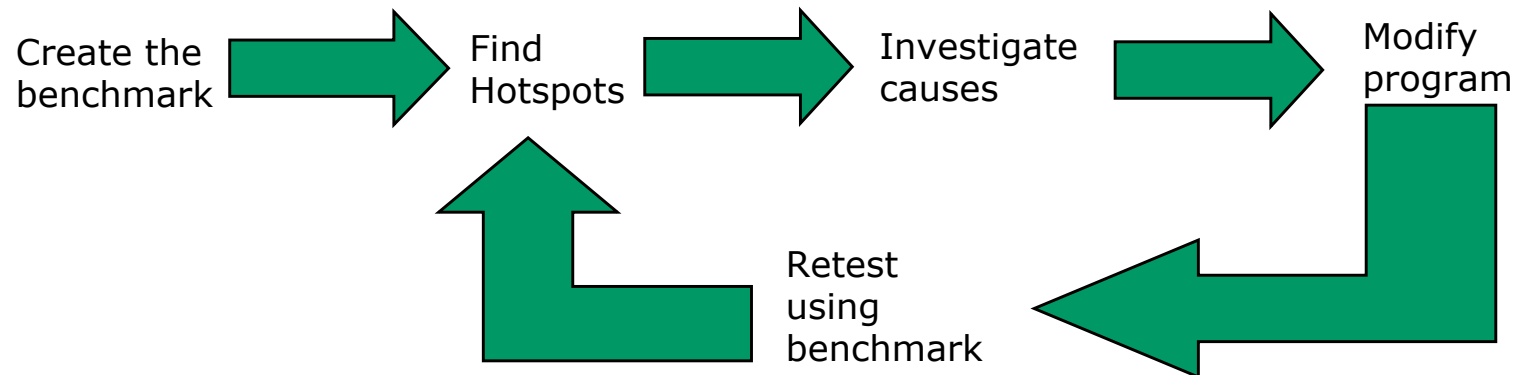 Create the
benchmark
Find
Hotspots
Investigate
causes
Modify
program
Retest
using
benchmark